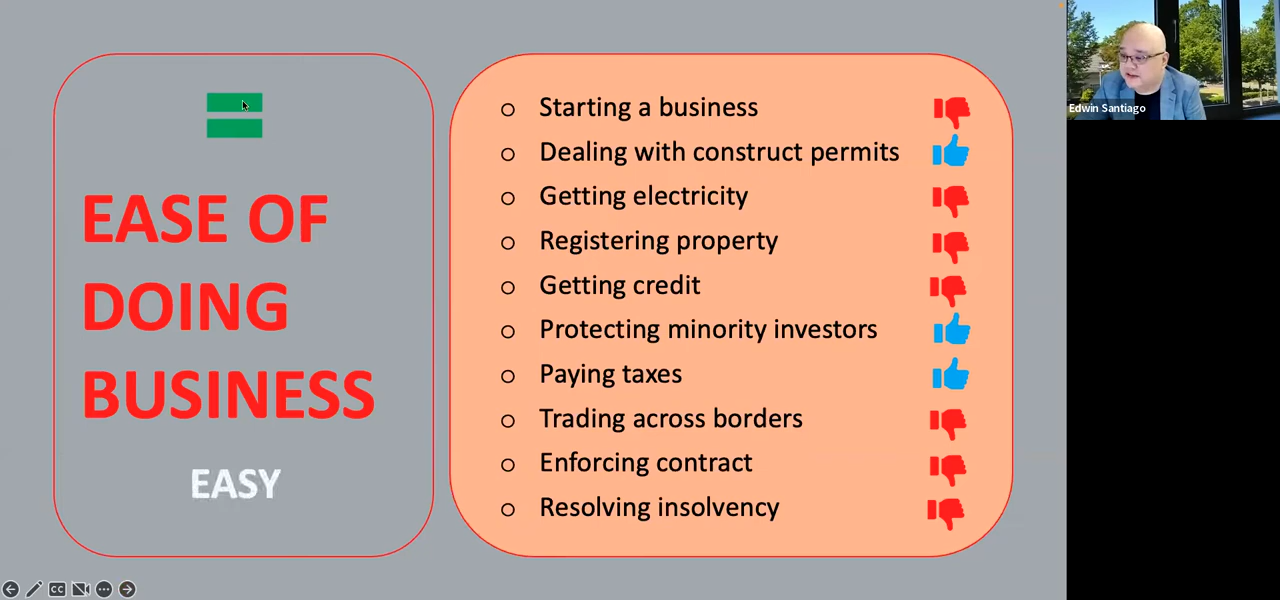 EASE OF
DOING
BUSINESS
EASY
Starting a business
Dealing with construct permits
Getting electricity
Registering property
Getting credit
Protecting minority investors
Paying taxes
Trading across borders
Enforcing contract
Resolving insolvency
Edwin Santiago
CC